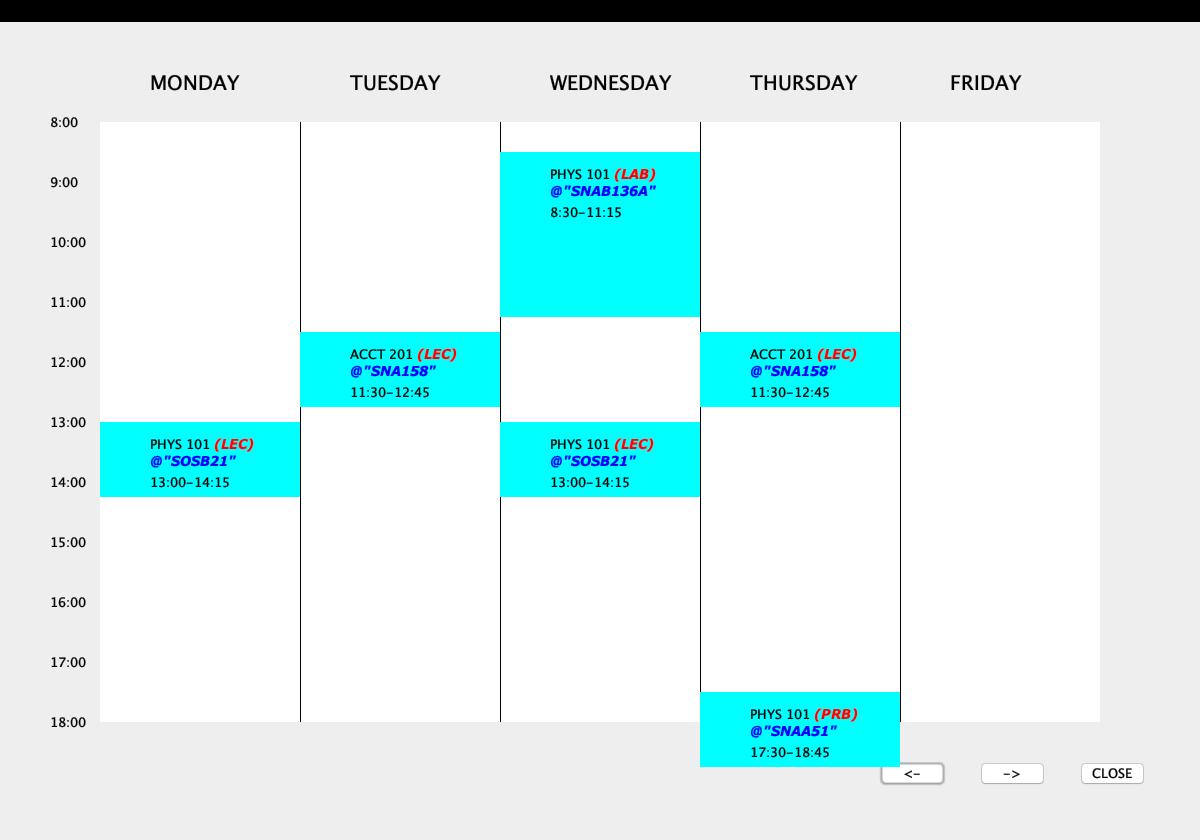 MONDAY TUESDAY WEDNESDAY THURSDAY FRIDAY
8:00
PHYS 101 (LAB)
9:00
@"SNAB136A"
8:30-11:15
10:00
11:00
ACCT 201 (LEC) ACCT 201 (LEC)
12:00
@"SNA158" @"SNA158"
11:30-12:45 11:30-12:45
13:00
PHYS 101 (LEC) PHYS 101 (LEC)
@"SOSB21" @"SOSB21"
14:00 13:00-14:15 13:00-14:15
15:00
16:00
17:00
PHYS 101 (PRB)
18:00
@"SNAA51"
17:30-18:45
<- -> CLOSE